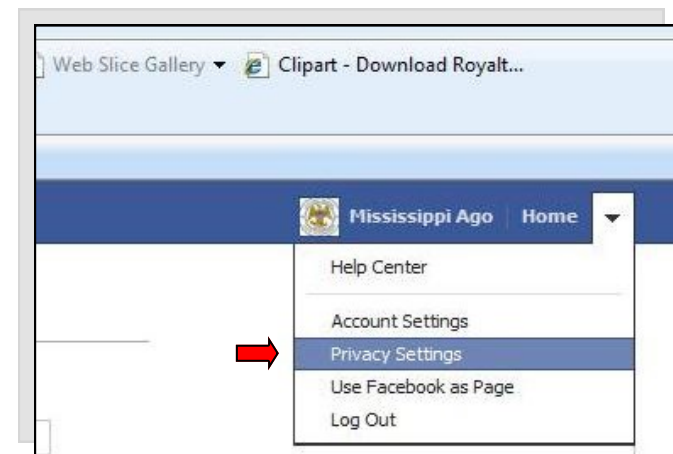 Web Slice Gallery Clipart - Download Royalt...
Mississippi Ago Home
Help Center
Account Settings
Privacy Settings
Use Facebook as Page
Log Out